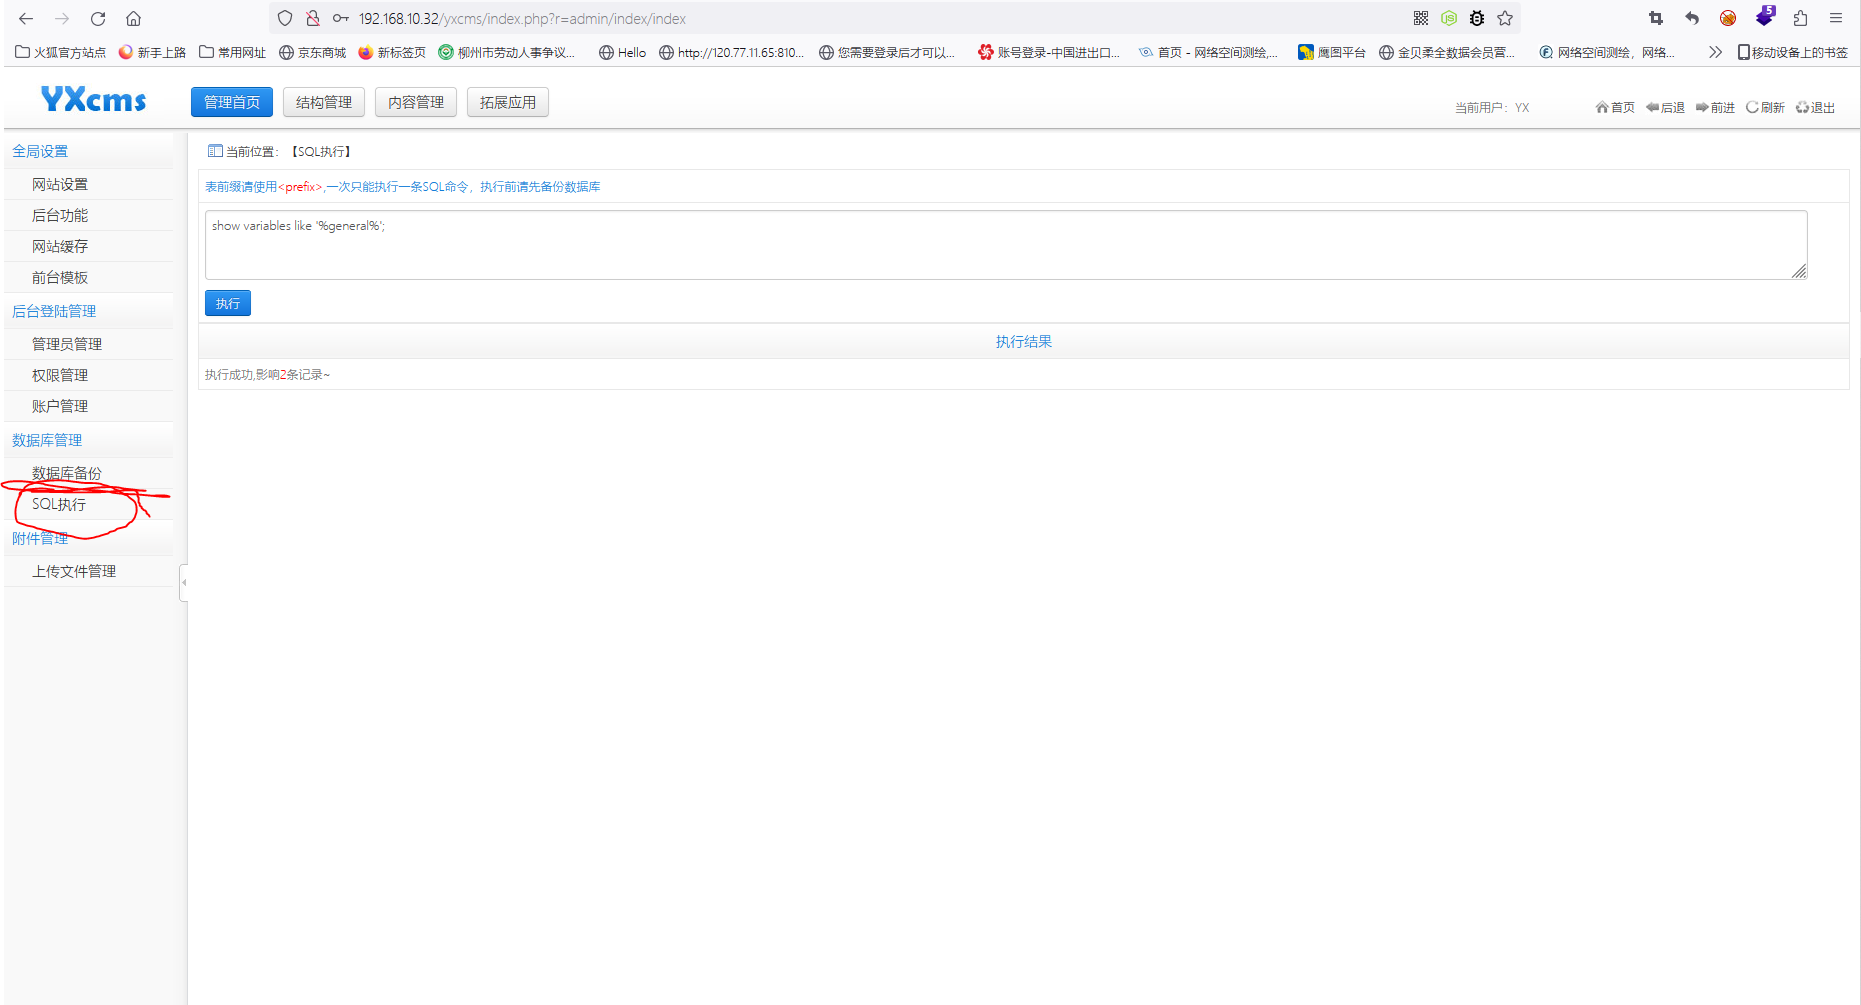 192.168.10.32/yxcms/index.php?r=admin/index/index
5
火狐官方站点 新手上路 常用网址 京东商城 新标签页 柳州市劳动人事争议... Hello http://120.77.11.65:810... 您需要登录后才可以... 账号登录-中国进出口... 首页 - 网络空间测绘,... 鹰图平台 金贝柔全数据会员营... 网络空间测绘，网络... 移动设备上的书签
YXcms 管理首页 结构管理 内容管理 拓展应用
当前用户：YX 首页 后退 前进 刷新 退出
全局设置
网站设置
后台功能
网站缓存
前台模板
后台登陆管理
管理员管理
权限管理
账户管理
数据库管理
数据库备份
SQL执行
附件管理
上传文件管理
当前位置：【SQL执行】
表前缀请使用<prefix>,一次只能执行一条SQL命令，执行前请先备份数据库
show variables like '%general%';
执行
执行结果
执行成功,影响2条记录~